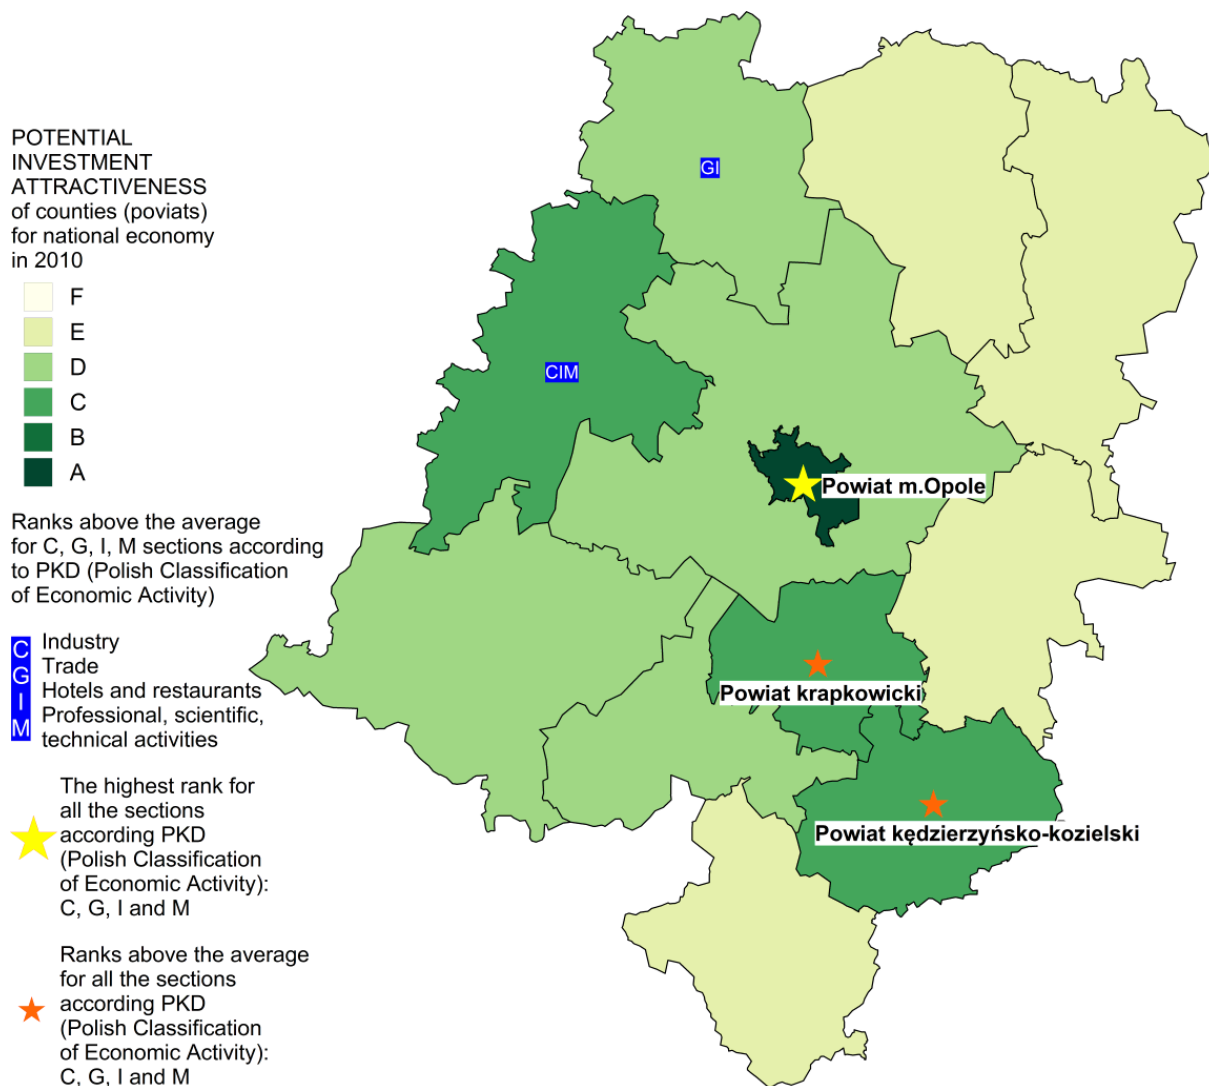 POTENTIAL
INVESTMENT
ATTRACTIVENESS
of counties (poviats)
for national economy
in 2010
F
E
D
C
B
A
Ranks above the average
for C, G, I, M sections according
to PKD (Polish Classification
of Economic Activity)
C Industry
G Trade
I Hotels and restaurants
M Professional, scientific,
technical activities
The highest rank for
all the sections
according PKD
(Polish Classification
of Economic Activity):
C, G, I and M
Ranks above the average
for all the sections
according PKD
(Polish Classification
of Economic Activity):
C, G, I and M
GI
CIM
Powiat m.Opole
Powiat krapkowicki
Powiat kędzierzyńsko-kozielski